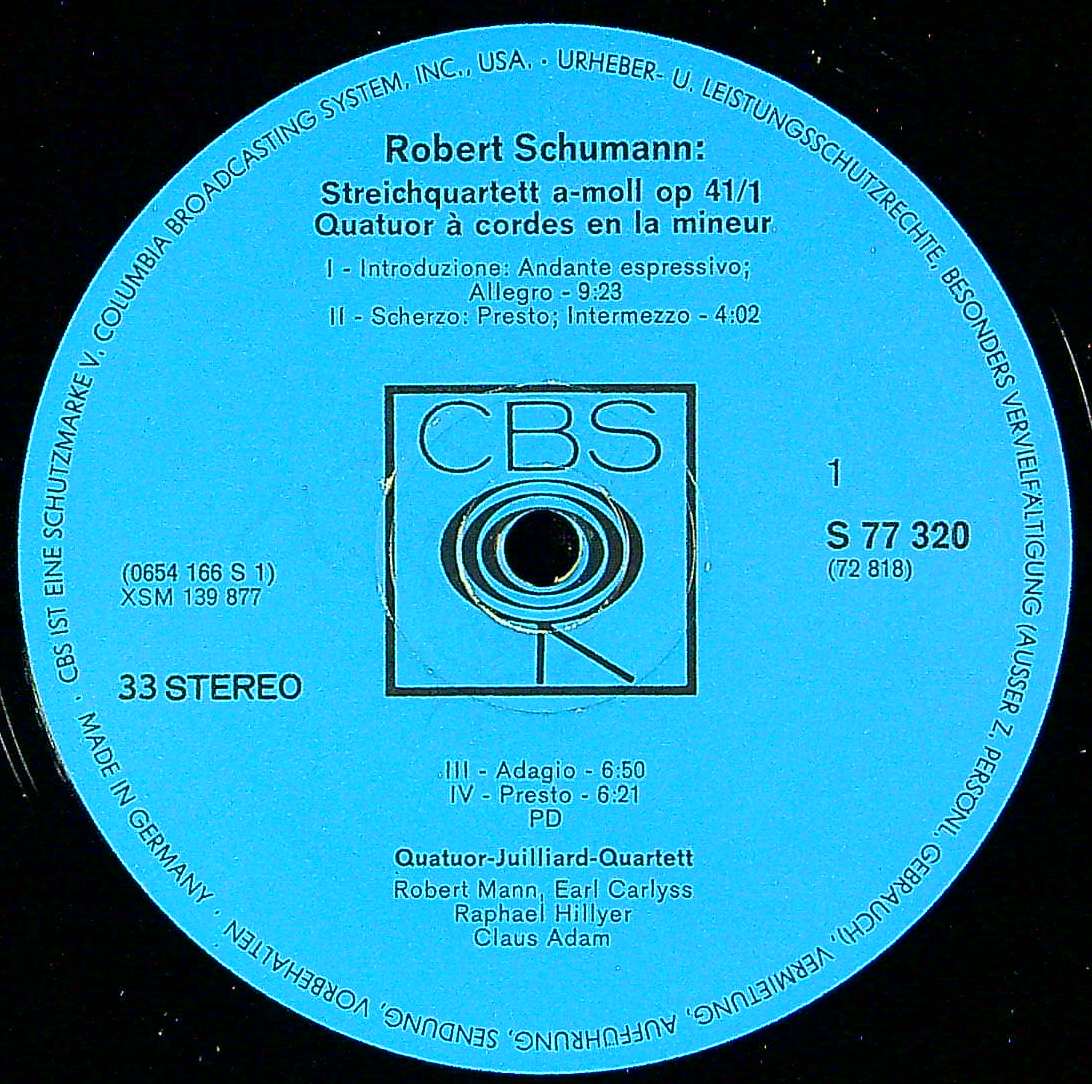 CBS IST EINE SCHUTZMARKE V. COLUMBIA BROADCASTING SYSTEM, INC., USA. · URHEBER- U. LEISTUNGSSCHUTZRECHTE, BESONDERS VERVIELFÄLTIGUNG (AUSSER Z. PERSÖNL. GEBRAUCH), VERMIETUNG, AUFFÜHRUNG, SENDUNG, VORBEHALTEN · MADE IN GERMANY ·
Robert Schumann:
Streichquartett a-moll op 41/1
Quatuor à cordes en la mineur
I - Introduzione: Andante espressivo;
Allegro - 9:23
II - Scherzo: Presto; Intermezzo - 4:02
CBS
1
S 77 320
(72 818)
(0654 166 S 1)
XSM 139 877
33 STEREO
III - Adagio - 6:50
IV - Presto - 6:21
PD
Quatuor-Juilliard-Quartett
Robert Mann, Earl Carlyss
Raphael Hillyer
Claus Adam